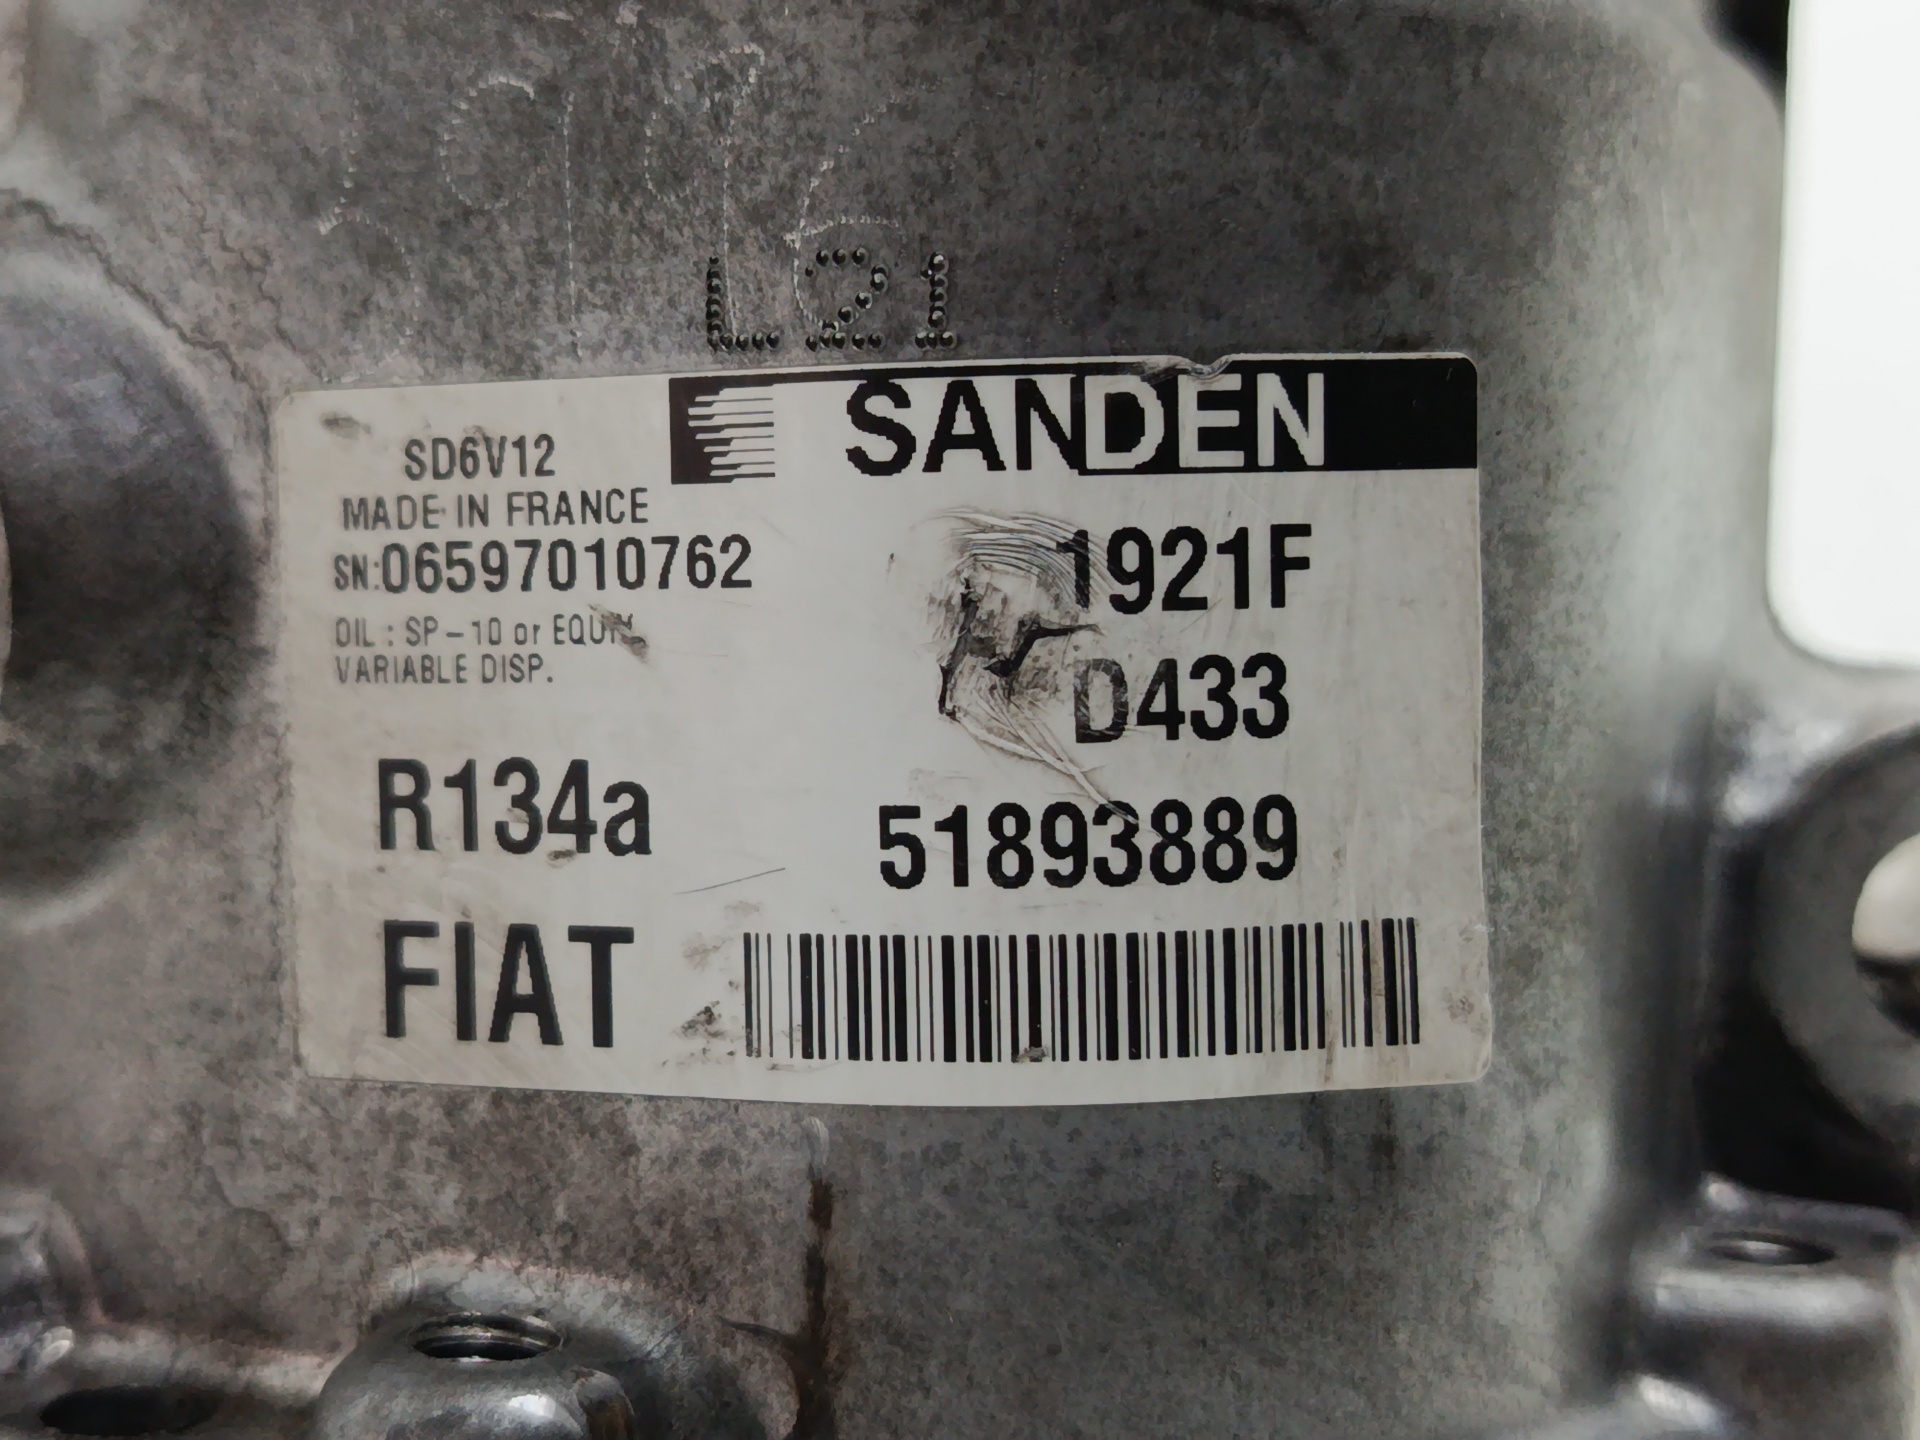 L21
SANDEN
SD6V12
MADE IN FRANCE
SN:06597010762
OIL : SP-10 or EQUIV.
VARIABLE DISP.
1921F
D433
R134a
51893889
FIAT